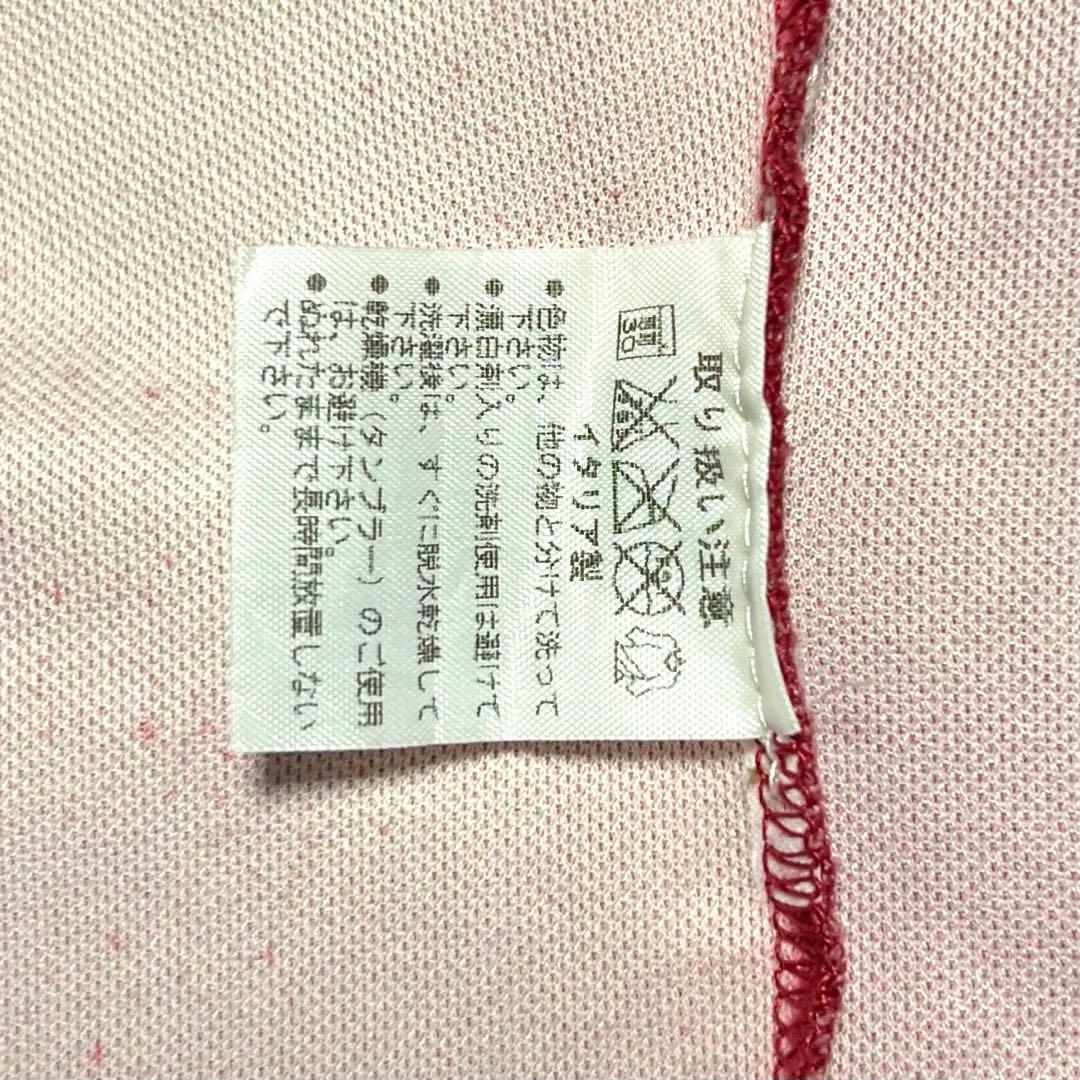 取り扱い注意
30
イタリア製
● 色物は、他の物と分けて洗って
下さい。
● 漂白剤入りの洗剤使用は避けて
下さい。
● 洗濯後は、すぐに脱水乾燥して
下さい。
● 乾燥機（タンブラー）のご使用
は、お避け下さい。
● ぬれたままで長時間放置しない
で下さい。